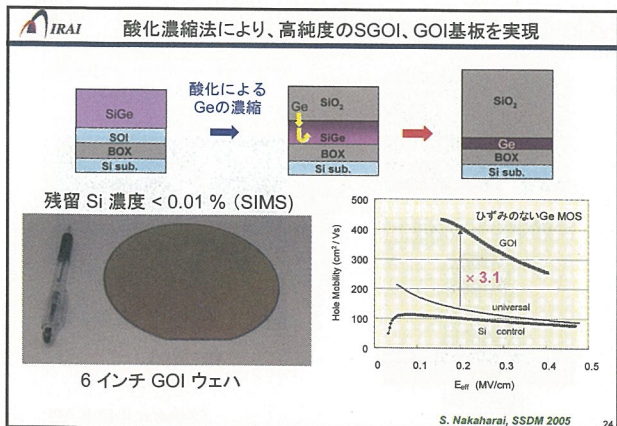 IRAI
酸化濃縮法により、高純度のSGOI、GOI基板を実現
SiGe
SOI
BOX
Si sub.
酸化による
Geの濃縮
Ge
SiO₂
SiGe
BOX
Si sub.
SiO₂
Ge
BOX
Si sub.
残留 Si 濃度 < 0.01 % (SIMS)
6 インチ GOI ウェハ
Hole Mobility (cm² / Vs)
500
400
300
200
100
0
ひずみのないGe MOS
GOI
× 3.1
universal
Si control
0
0.1
0.2
0.3
0.4
0.5
Eeff (MV/cm)
S. Nakaharai, SSDM 2005
24